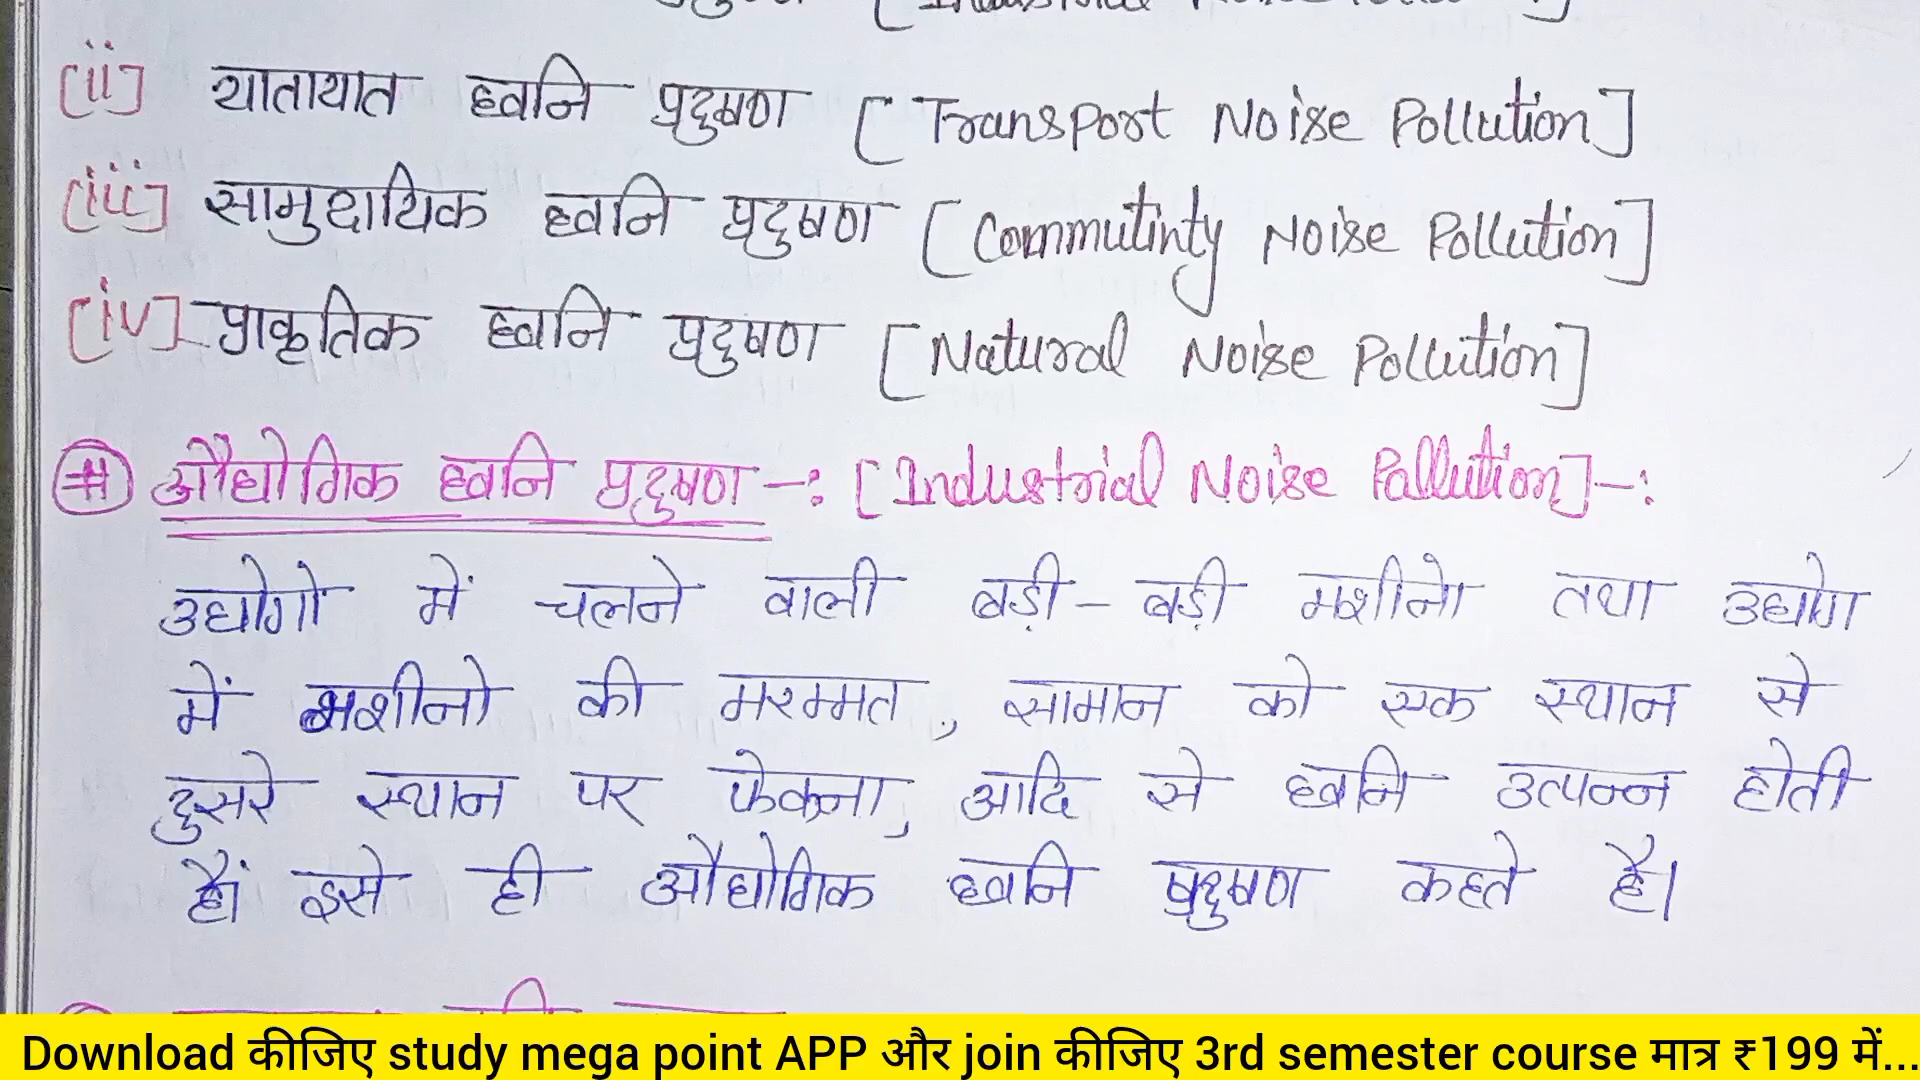 [ii] यातायात ध्वनि प्रदुषण [Transport Noise Pollution]
[iii] सामुदायिक ध्वनि प्रदुषण [Commutinty Noise Pollution]
[iv] प्राकृतिक ध्वनि प्रदुषण [Natural Noise Pollution]
# औद्योगिक ध्वनि प्रदुषण -: [Industrial Noise Pallution] -:
उद्योगो में चलने वाली बड़ी - बड़ी मशीनो तथा उद्योग
में मशीनो की मरम्मत, सामान को एक स्थान से
दुसरे स्थान पर फेकना, आदि से ध्वनि उत्पन्न होती
है। इसे ही औद्योगिक ध्वनि प्रदुषण कहते है।
Download कीजिए study mega point APP और join कीजिए 3rd semester course मात्र ₹199 में...